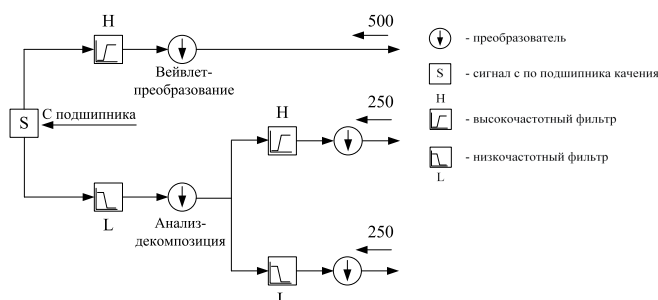 H
500
Вейвлет-
преобразование
S
С подшипника
H
250
L
Анализ-
декомпозиция
250
- преобразователь
S
- сигнал с по подшипника качения
H
- высокочастотный фильтр
- низкочастотный фильтр
L